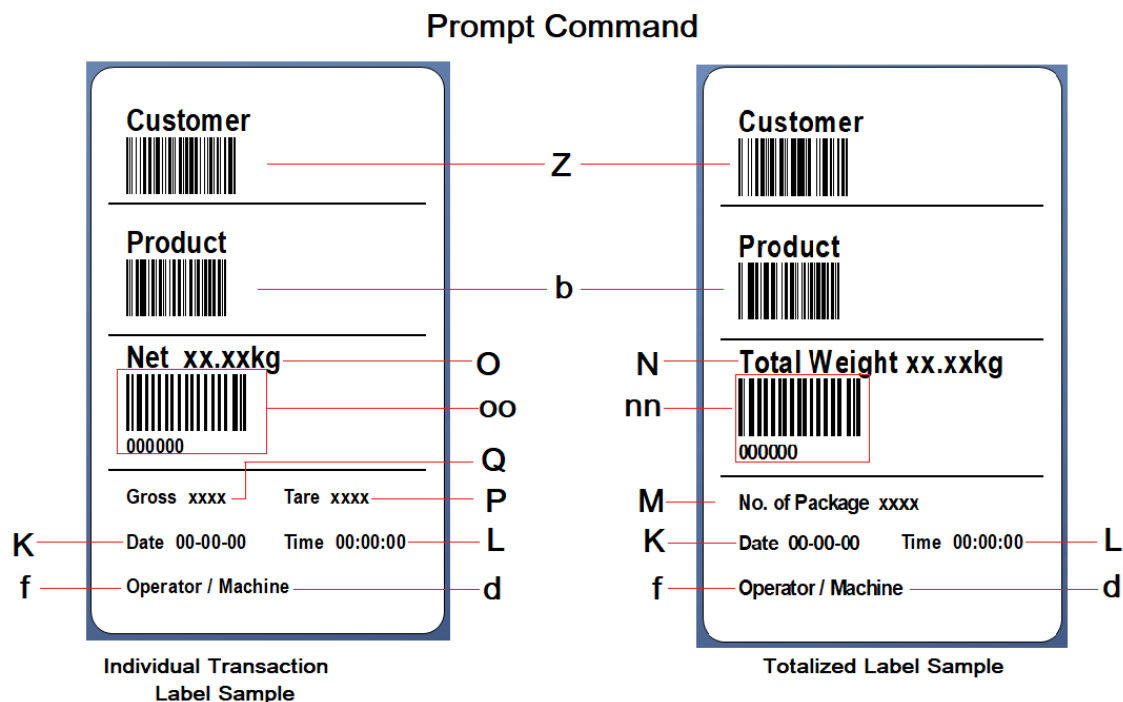 Prompt Command
Customer
Product
Net xx.xxkg
000000
Gross xxxx Tare xxxx
Date 00-00-00 Time 00:00:00
Operator / Machine
Individual Transaction
Label Sample
Z
b
O
oo
Q
P
K
L
f
d
N
nn
M
K
L
f
d
Customer
Product
Total Weight xx.xxkg
000000
No. of Package xxxx
Date 00-00-00 Time 00:00:00
Operator / Machine
Totalized Label Sample